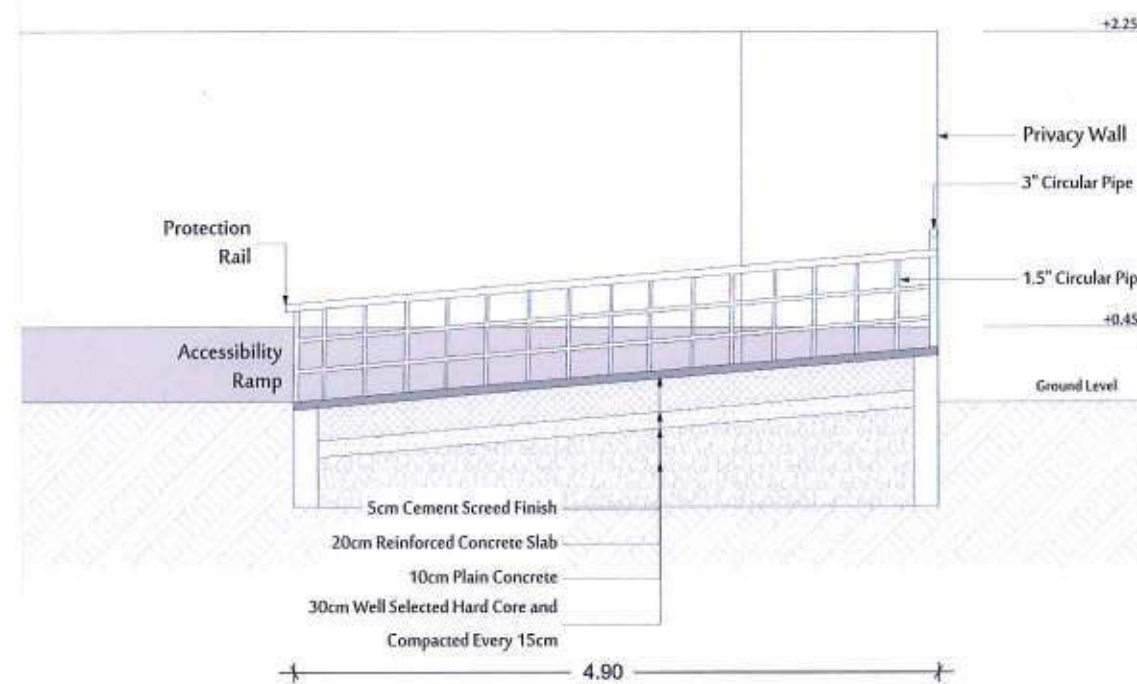 +2.25
Privacy Wall
3" Circular Pipe
Protection
Rail
1.5" Circular Pip
+0.45
Accessibility
Ramp
Ground Level
5cm Cement Screed Finish
20cm Reinforced Concrete Slab
10cm Plain Concrete
30cm Well Selected Hard Core and
Compacted Every 15cm
4.90